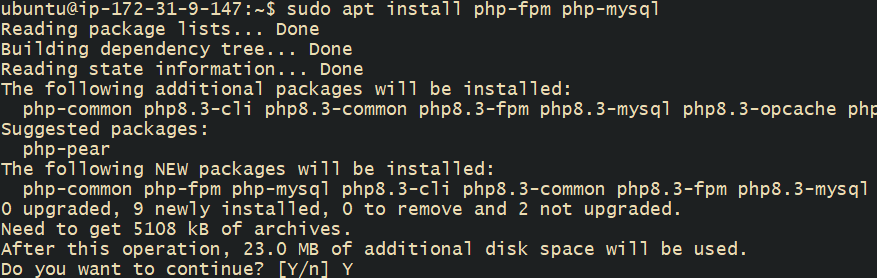 ubuntu@ip-172-31-9-147:~$ sudo apt install php-fpm php-mysql
Reading package lists... Done
Building dependency tree... Done
Reading state information... Done
The following additional packages will be installed:
  php-common php8.3-cli php8.3-common php8.3-fpm php8.3-mysql php8.3-opcache php
Suggested packages:
  php-pear
The following NEW packages will be installed:
  php-common php-fpm php-mysql php8.3-cli php8.3-common php8.3-fpm php8.3-mysql
0 upgraded, 9 newly installed, 0 to remove and 2 not upgraded.
Need to get 5108 kB of archives.
After this operation, 23.0 MB of additional disk space will be used.
Do you want to continue? [Y/n] Y